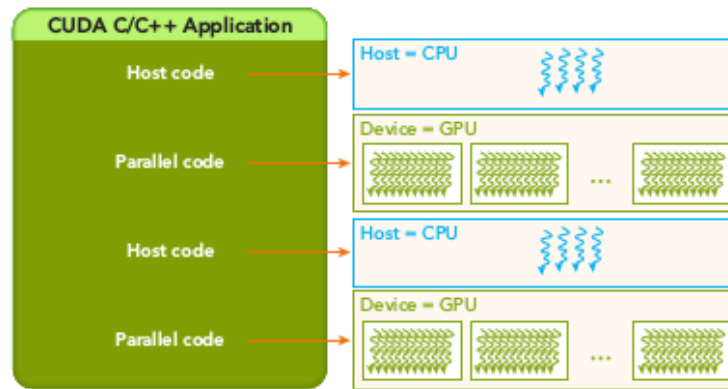 CUDA C/C++ Application
Host code
Host = CPU
Parallel code
Device = GPU
...
Host code
Host = CPU
Parallel code
Device = GPU
...